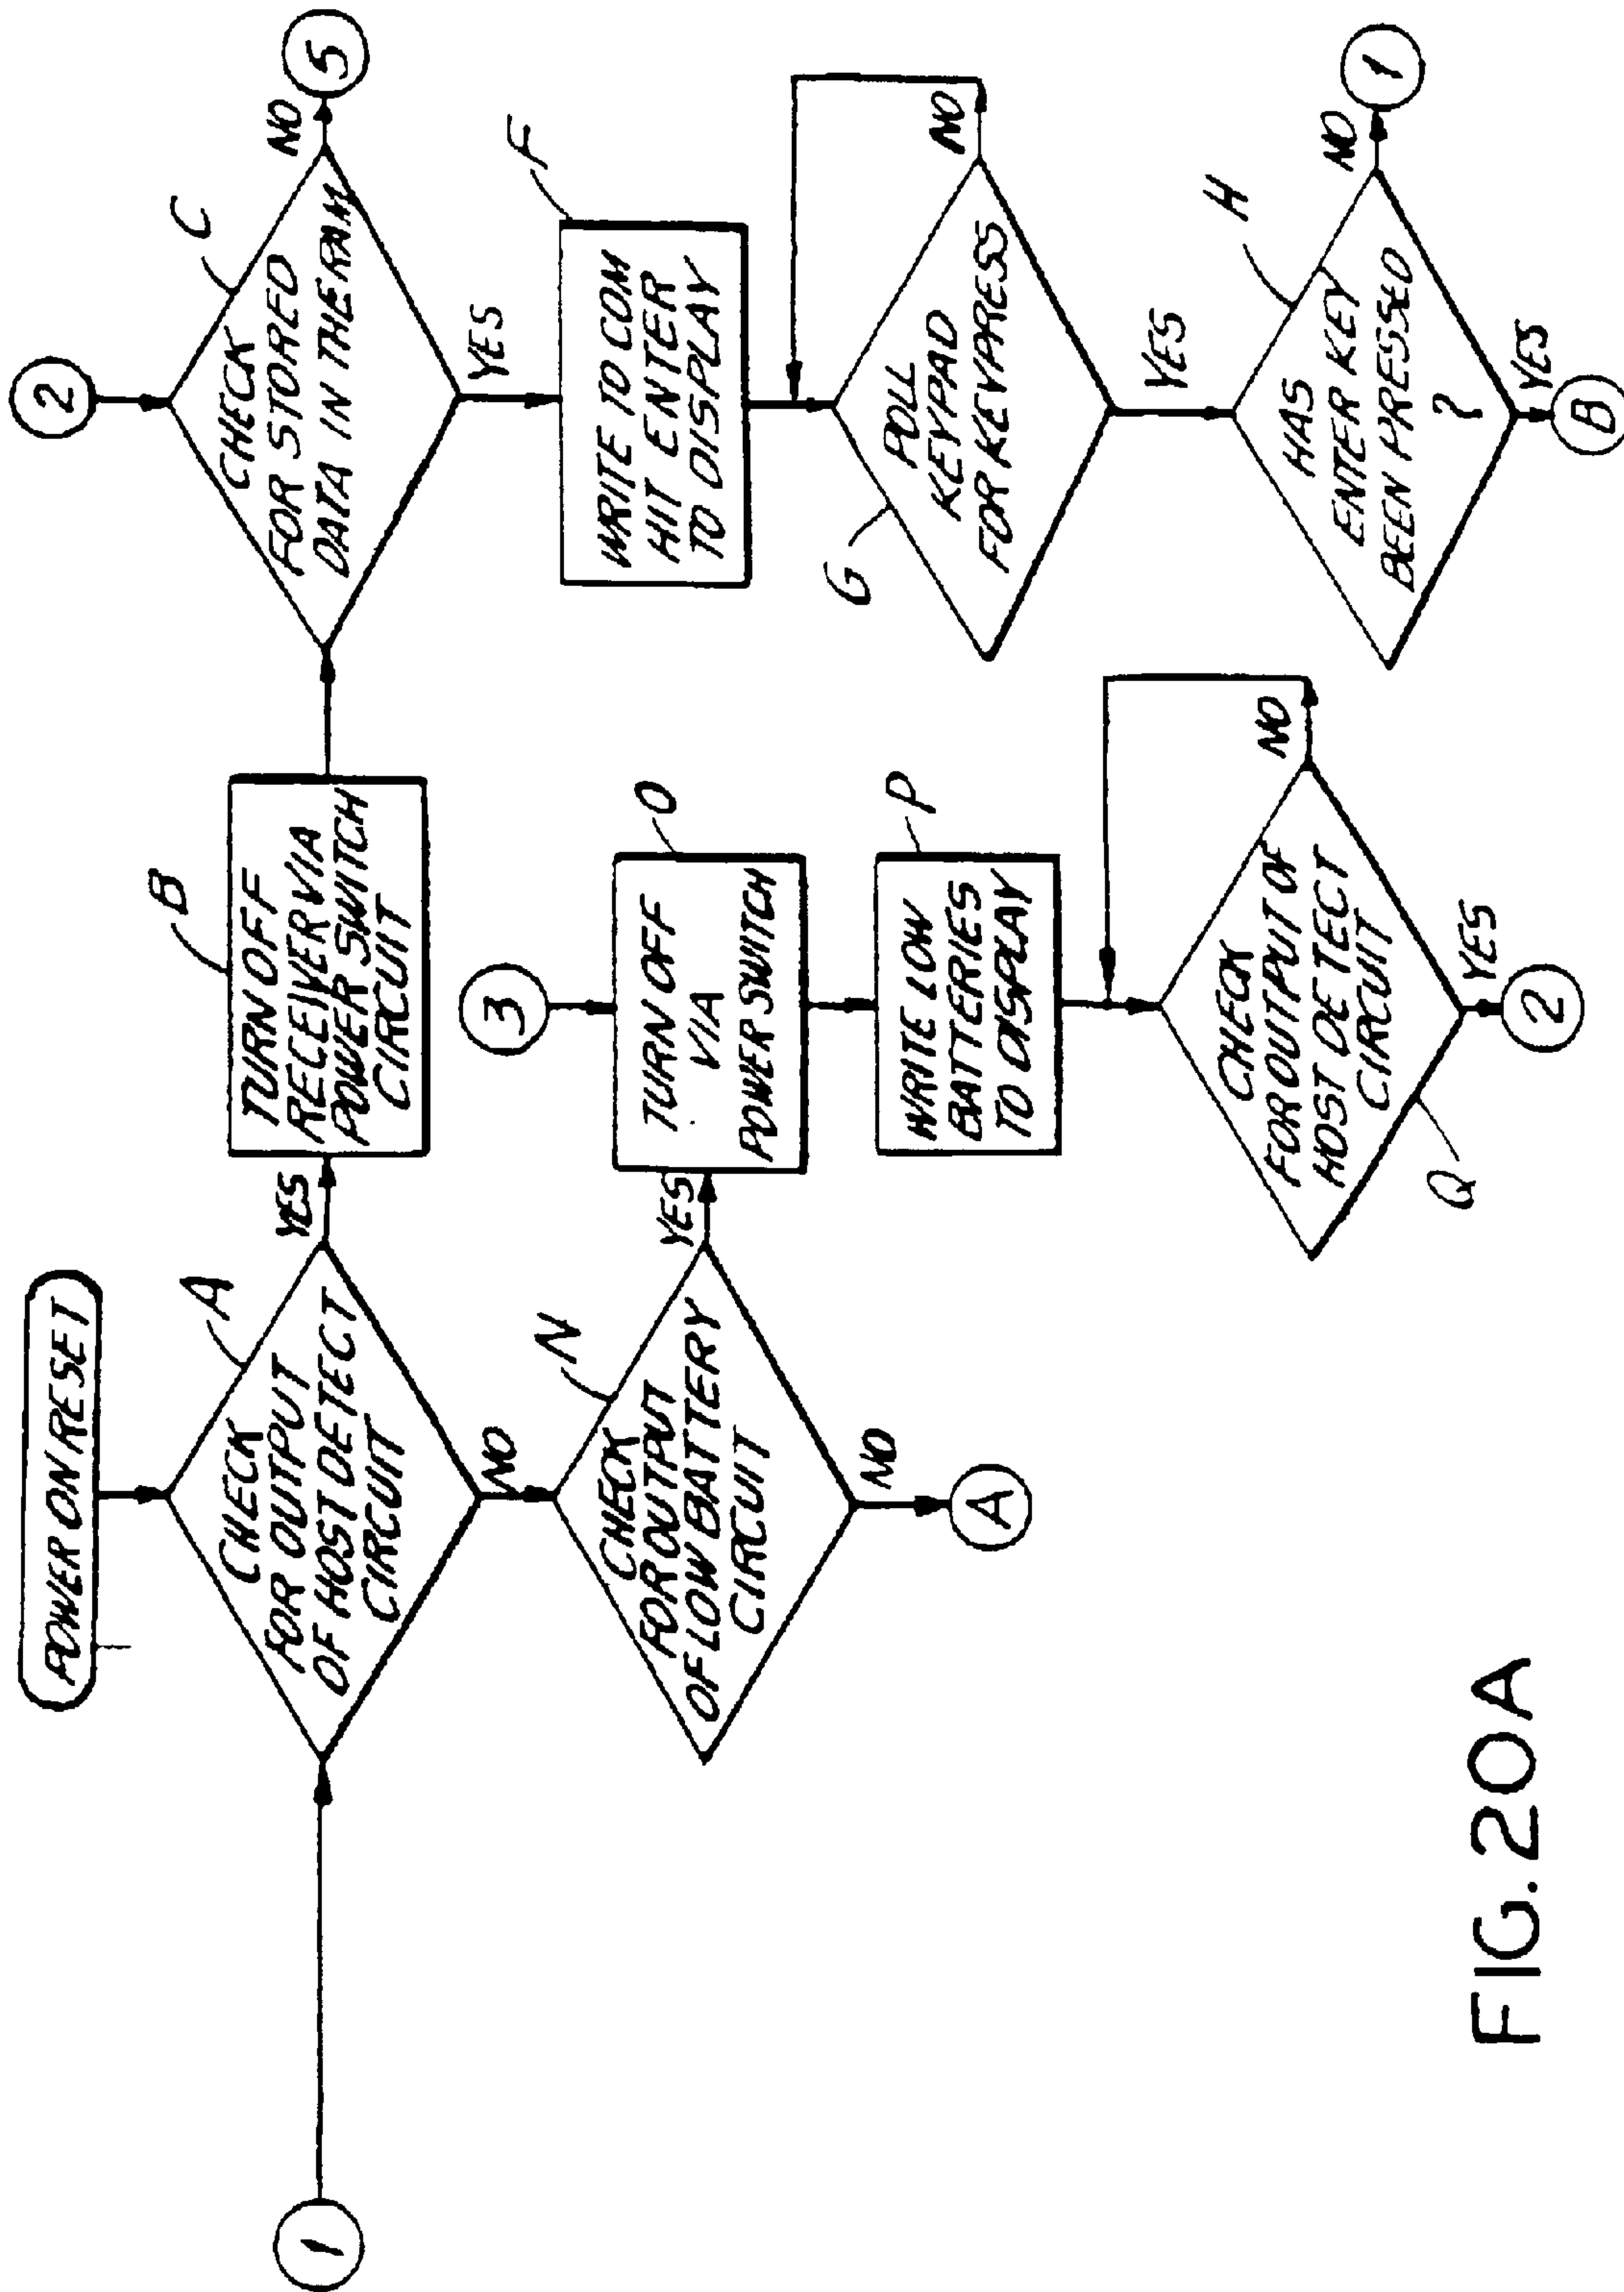 POWER ON RESET
1
A
CHECK
FOR OUTPUT
OF HOST DETECT
CIRCUIT
YES
NO
B
TURN OFF
RECEIVER VIA
POWER SWITCH
CIRCUIT
2
C
CHECK
FOR STORED
DATA IN THE RAM
NO
5
YES
F
WRITE TO COM
HIT ENTER
TO DISPLAY
G
POLL
KEYPAD
FOR KEYPRESS
NO
YES
H
HAS
ENTER KEY
BEEN PRESSED
?
NO
1
YES
B
N
CHECK
FOR OUTPUT
OF LOW BATTERY
CIRCUIT
YES
NO
A
3
O
TURN OFF
VIA
POWER SWITCH
P
WRITE LOW
BATTERIES
TO DISPLAY
Q
CHECK
FOR OUTPUT OF
HOST DETECT
CIRCUIT
NO
YES
2
FIG. 20A